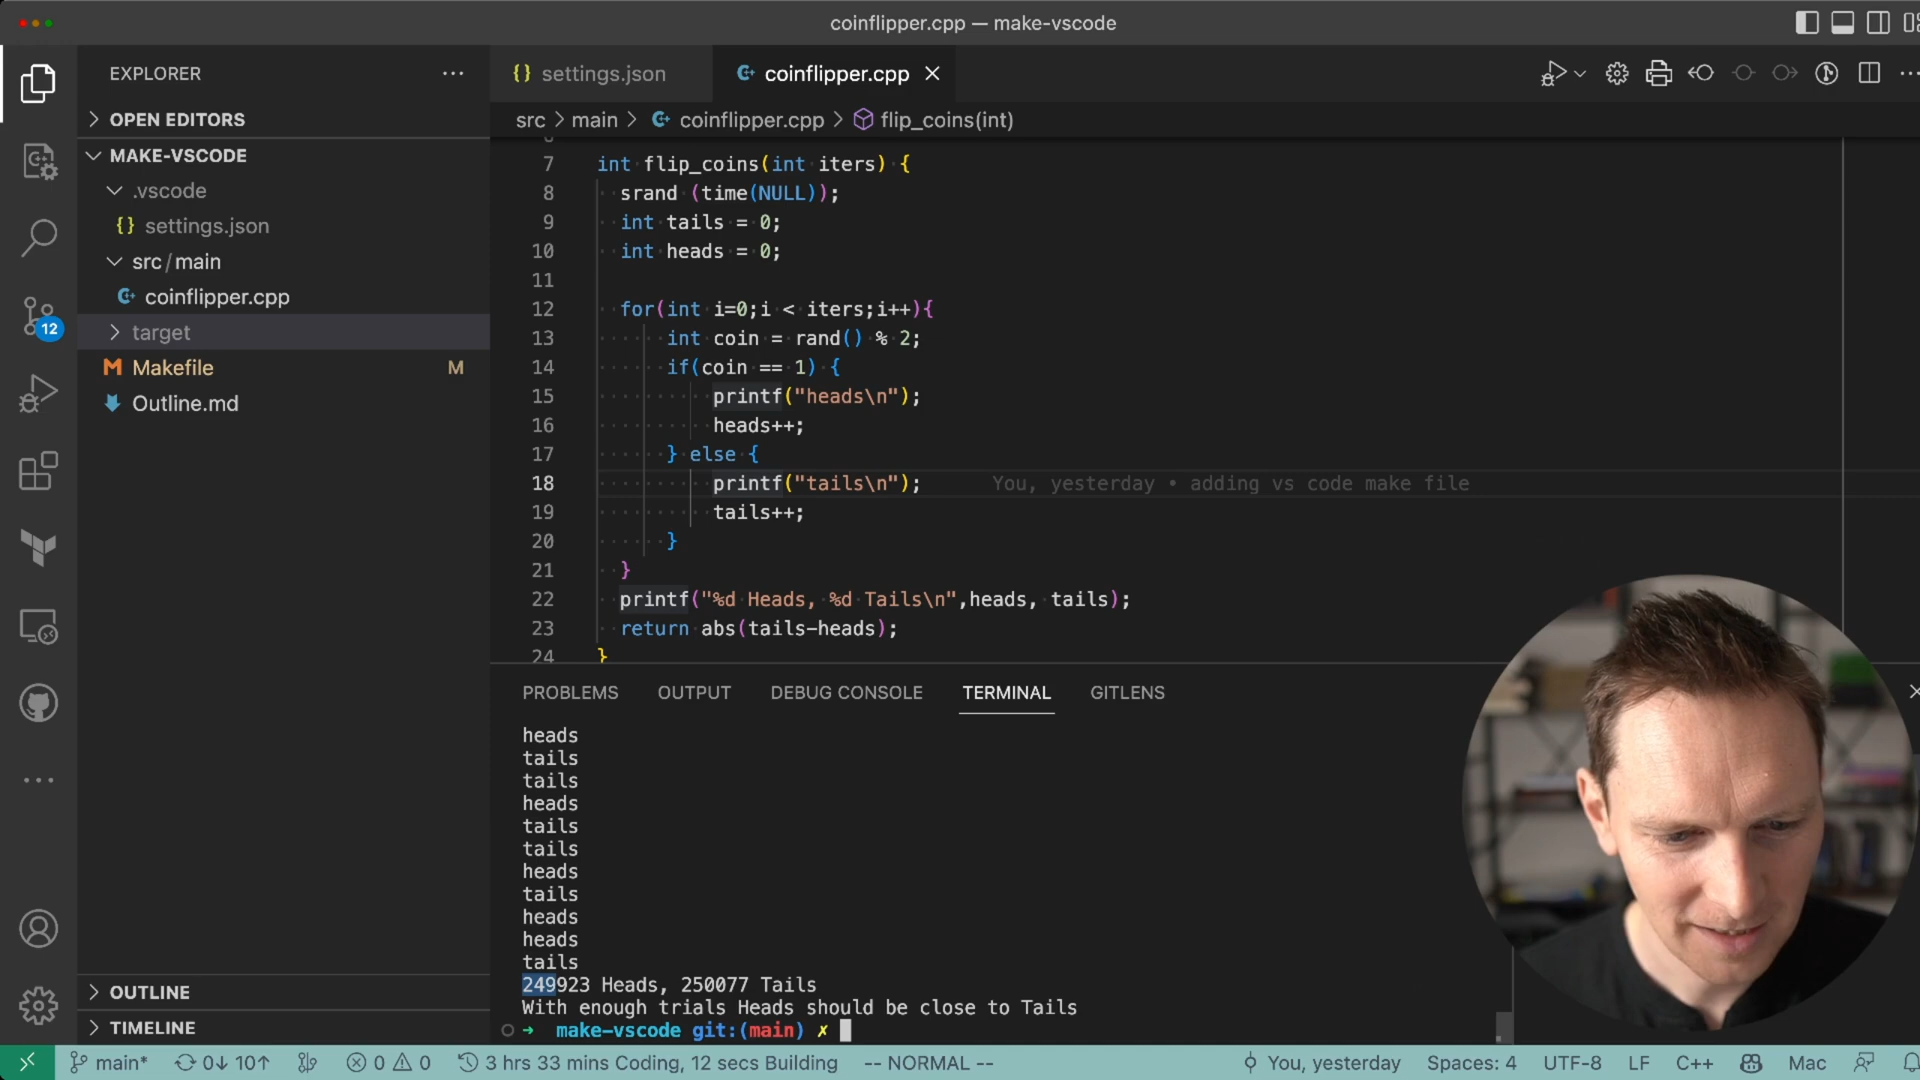 coinflipper.cpp — make-vscode
EXPLORER
settings.json
coinflipper.cpp
OPEN EDITORS
src > main > coinflipper.cpp > flip_coins(int)
MAKE-VSCODE
.vscode
{} settings.json
src/main
coinflipper.cpp
target
Makefile M
Outline.md
12
7 int flip_coins(int iters) {
8 srand (time(NULL));
9 int tails = 0;
10 int heads = 0;
11
12 for(int i=0;i < iters;i++){
13 int coin = rand() % 2;
14 if(coin == 1) {
15 printf("heads\n");
16 heads++;
17 } else {
18 printf("tails\n"); You, yesterday • adding vs code make file
19 tails++;
20 }
21 }
22 printf("%d Heads, %d Tails\n",heads, tails);
23 return abs(tails-heads);
24 }
PROBLEMS OUTPUT DEBUG CONSOLE TERMINAL GITLENS
heads
tails
tails
heads
tails
tails
heads
tails
heads
heads
tails
249923 Heads, 250077 Tails
With enough trials Heads should be close to Tails
➜ make-vscode git:(main) ✗
OUTLINE
TIMELINE
main* 0↓ 10↑ 0 0 3 hrs 33 mins Coding, 12 secs Building -- NORMAL -- You, yesterday Spaces: 4 UTF-8 LF C++ Mac